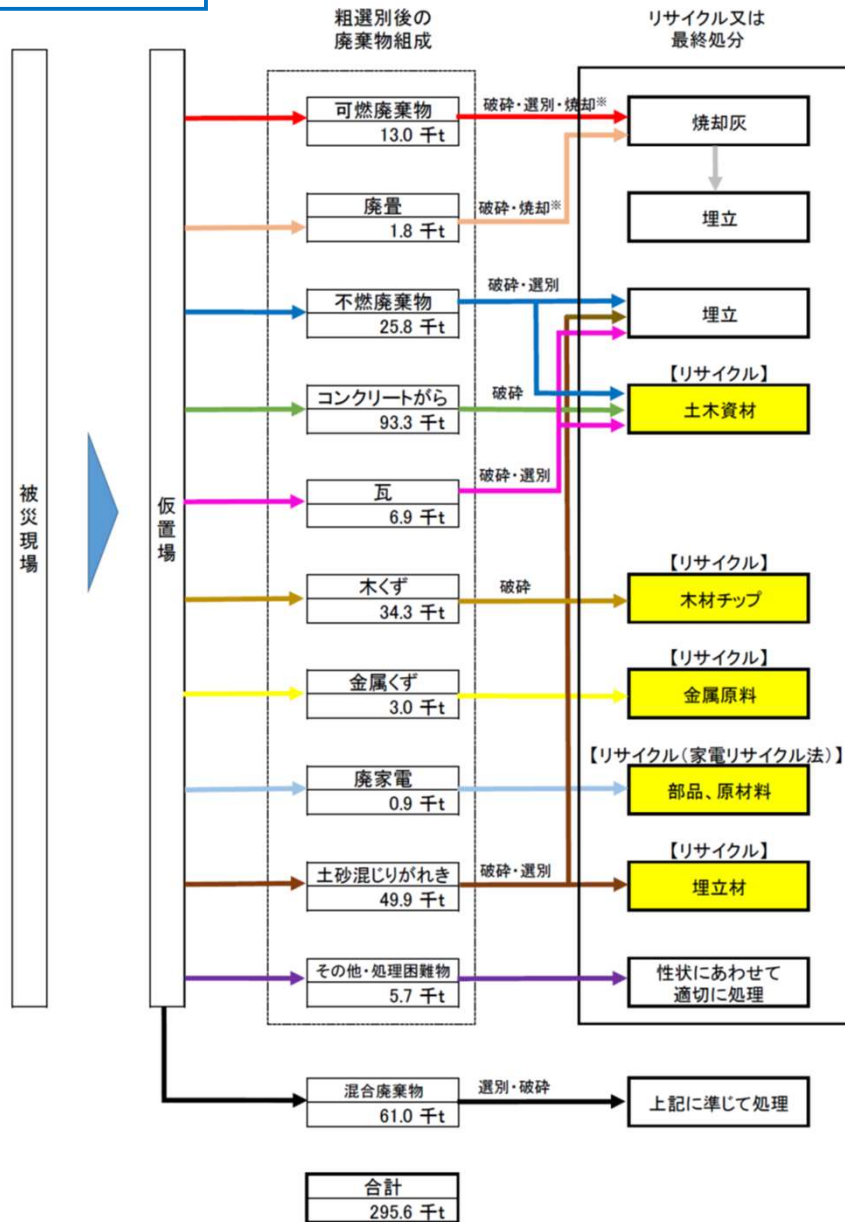 粗選別後の
廃棄物組成
リサイクル又は
最終処分
被災現場
仮置場
可燃廃棄物
13.0 千t
破砕・選別・焼却※
焼却灰
廃畳
1.8 千t
破砕・焼却※
埋立
不燃廃棄物
25.8 千t
破砕・選別
埋立
コンクリートがら
93.3 千t
破砕
【リサイクル】
土木資材
瓦
6.9 千t
破砕・選別
木くず
34.3 千t
破砕
【リサイクル】
木材チップ
金属くず
3.0 千t
【リサイクル】
金属原料
廃家電
0.9 千t
【リサイクル(家電リサイクル法)】
部品、原材料
土砂混じりがれき
49.9 千t
破砕・選別
【リサイクル】
埋立材
その他・処理困難物
5.7 千t
性状にあわせて
適切に処理
混合廃棄物
61.0 千t
選別・破砕
上記に準じて処理
合計
295.6 千t